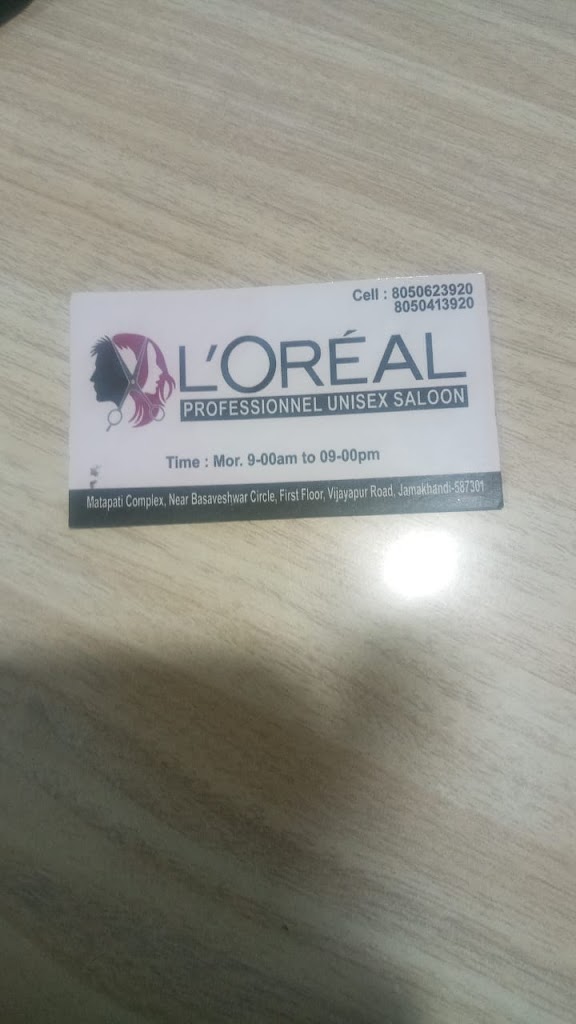 Cell : 8050623920
8050413920
L'ORÉAL
PROFESSIONNEL UNISEX SALOON
Time : Mor. 9-00am to 09-00pm
Matapati Complex, Near Basaveshwar Circle, First Floor, Vijayapur Road, Jamakhandi-587301